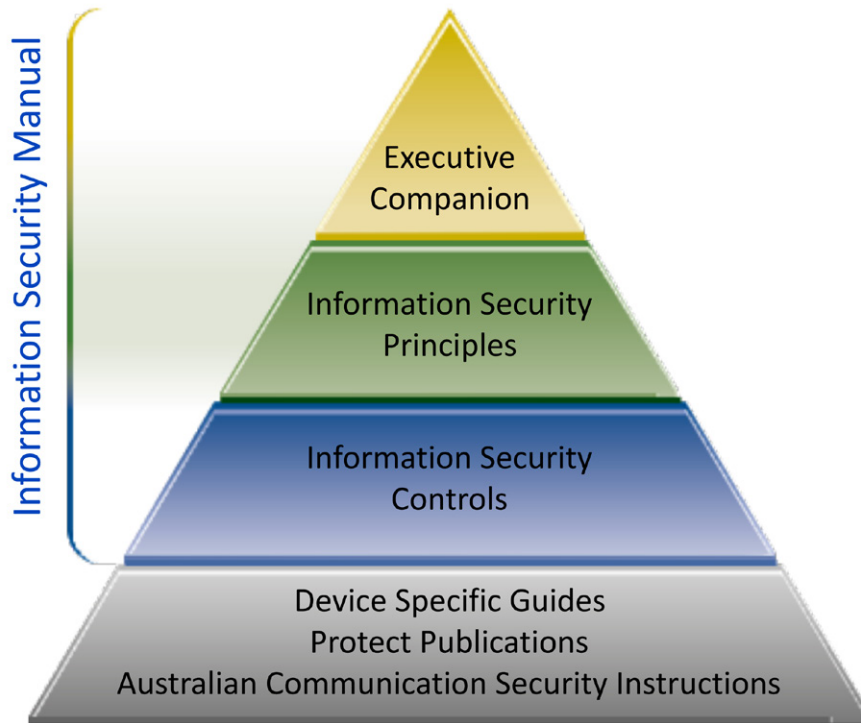 Information Security Manual
Executive
Companion
Information Security
Principles
Information Security
Controls
Device Specific Guides
Protect Publications
Australian Communication Security Instructions